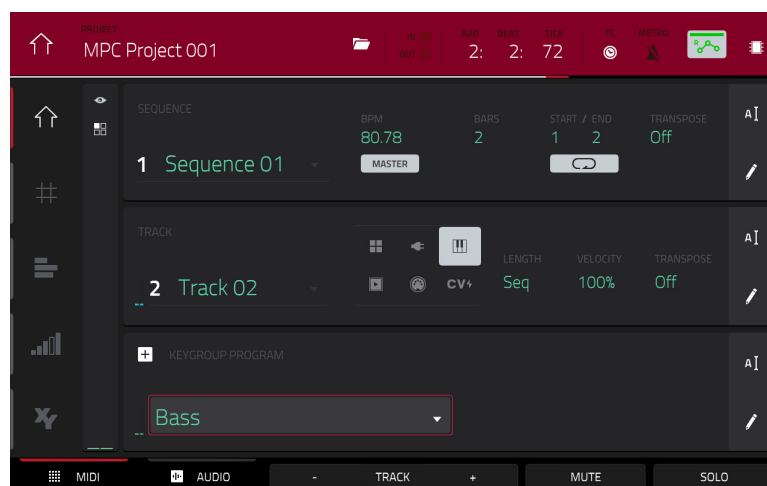 PROJECT
MPC Project 001
IN
OUT
BAR BEAT TICK
2: 2: 72
TC
METRO
R
SEQUENCE
1 Sequence 01
BPM
80.78
MASTER
BARS
2
START / END
1 2
TRANSPOSE
Off
TRACK
2 Track 02
CV
LENGTH
Seq
VELOCITY
100%
TRANSPOSE
Off
KEYGROUP PROGRAM
Bass
XY
MIDI AUDIO - TRACK + MUTE SOLO
A
A
A